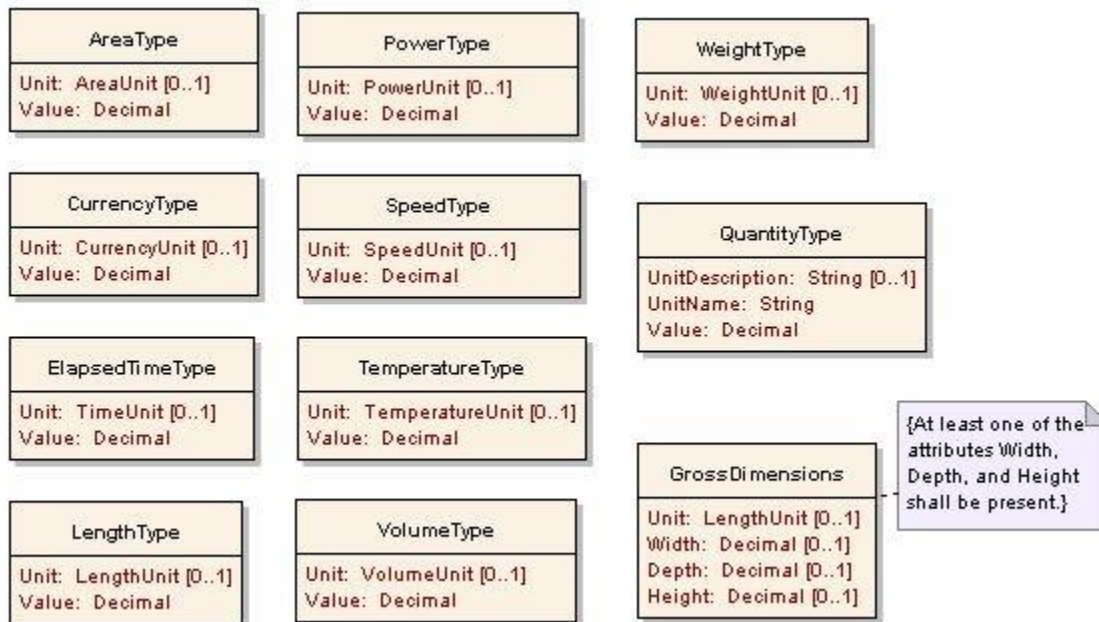 AreaType
Unit: AreaUnit [0..1]
Value: Decimal
PowerType
Unit: PowerUnit [0..1]
Value: Decimal
WeightType
Unit: WeightUnit [0..1]
Value: Decimal
CurrencyType
Unit: CurrencyUnit [0..1]
Value: Decimal
SpeedType
Unit: SpeedUnit [0..1]
Value: Decimal
QuantityType
UnitDescription: String [0..1]
UnitName: String
Value: Decimal
ElapsedTimeType
Unit: TimeUnit [0..1]
Value: Decimal
TemperatureType
Unit: TemperatureUnit [0..1]
Value: Decimal
GrossDimensions
Unit: LengthUnit [0..1]
Width: Decimal [0..1]
Depth: Decimal [0..1]
Height: Decimal [0..1]
{At least one of the
attributes Width,
Depth, and Height
shall be present.}
LengthType
Unit: LengthUnit [0..1]
Value: Decimal
VolumeType
Unit: VolumeUnit [0..1]
Value: Decimal